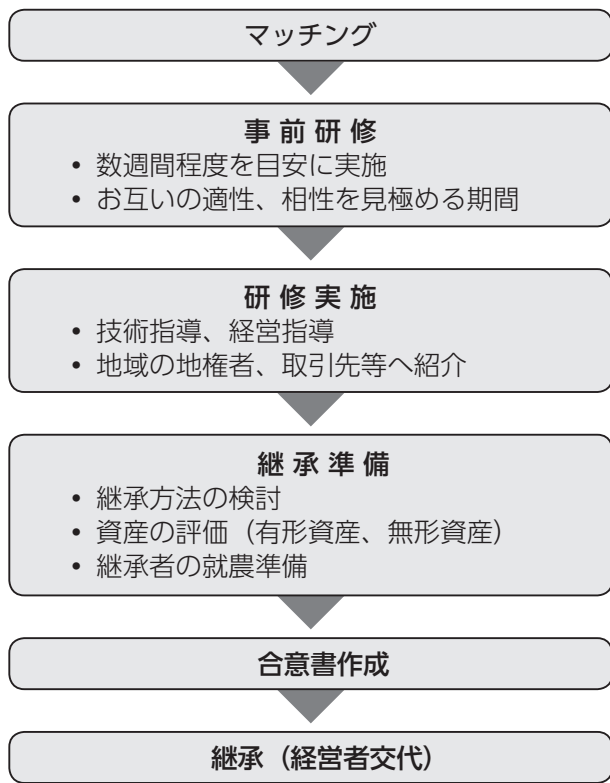 マッチング
事前研修
• 数週間程度を目安に実施
• お互いの適性、相性を見極める期間
研修実施
• 技術指導、経営指導
• 地域の地権者、取引先等へ紹介
継承準備
• 継承方法の検討
• 資産の評価（有形資産、無形資産）
• 継承者の就農準備
合意書作成
継承（経営者交代）